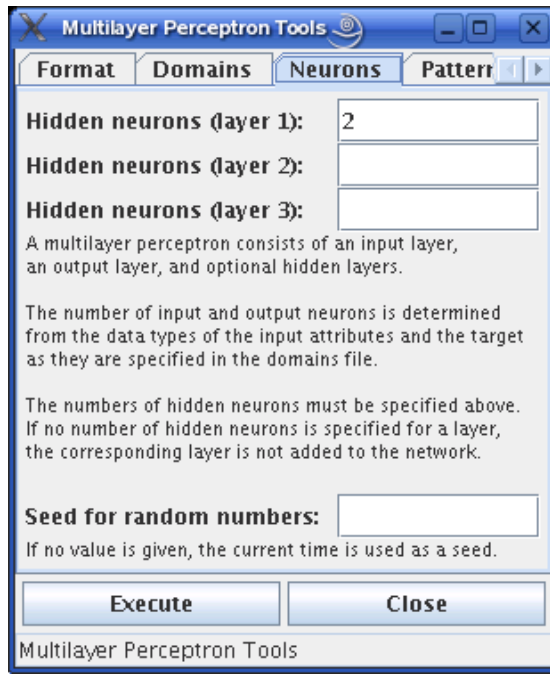 Multilayer Perceptron Tools
Format Domains Neurons Pattern
Hidden neurons (layer 1): 2
Hidden neurons (layer 2):
Hidden neurons (layer 3):
A multilayer perceptron consists of an input layer,
an output layer, and optional hidden layers.
The number of input and output neurons is determined
from the data types of the input attributes and the target
as they are specified in the domains file.
The numbers of hidden neurons must be specified above.
If no number of hidden neurons is specified for a layer,
the corresponding layer is not added to the network.
Seed for random numbers:
If no value is given, the current time is used as a seed.
Execute Close
Multilayer Perceptron Tools